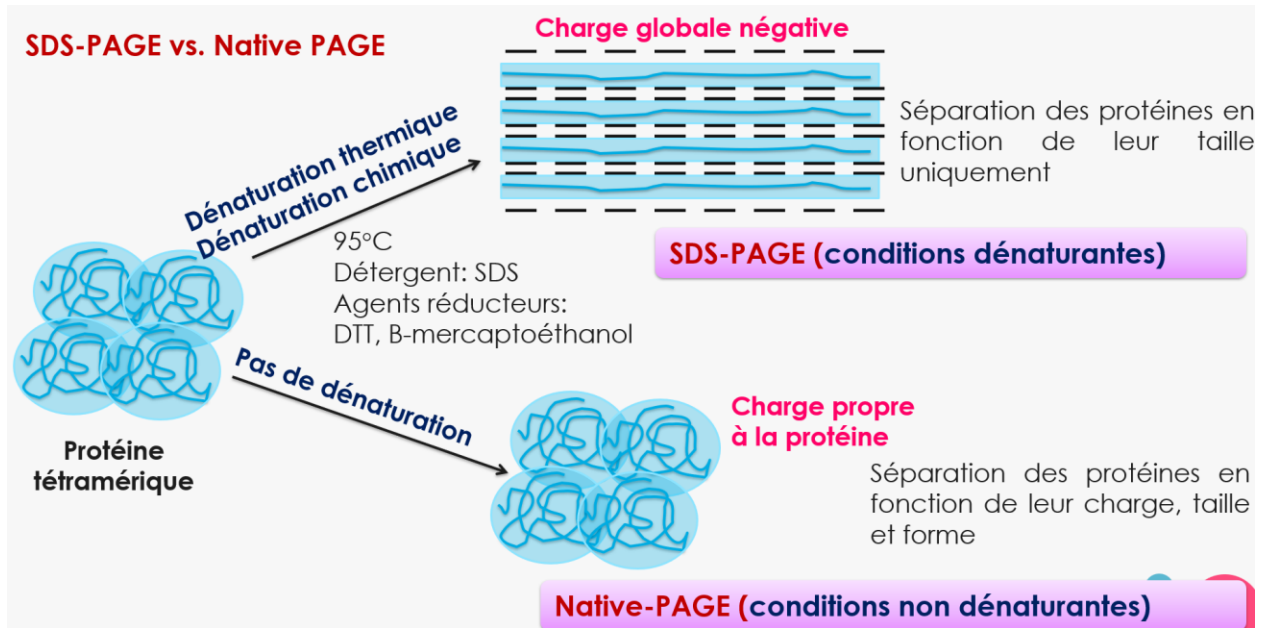 SDS-PAGE vs. Native PAGE
Charge globale négative
Dénaturation thermique
Dénaturation chimique
Séparation des protéines en
fonction de leur taille
uniquement
95°C
Détergent: SDS
Agents réducteurs:
DTT, B-mercaptoéthanol
SDS-PAGE (conditions dénaturantes)
Protéine
tétramérique
Pas de dénaturation
Charge propre
à la protéine
Séparation des protéines en
fonction de leur charge, taille
et forme
Native-PAGE (conditions non dénaturantes)